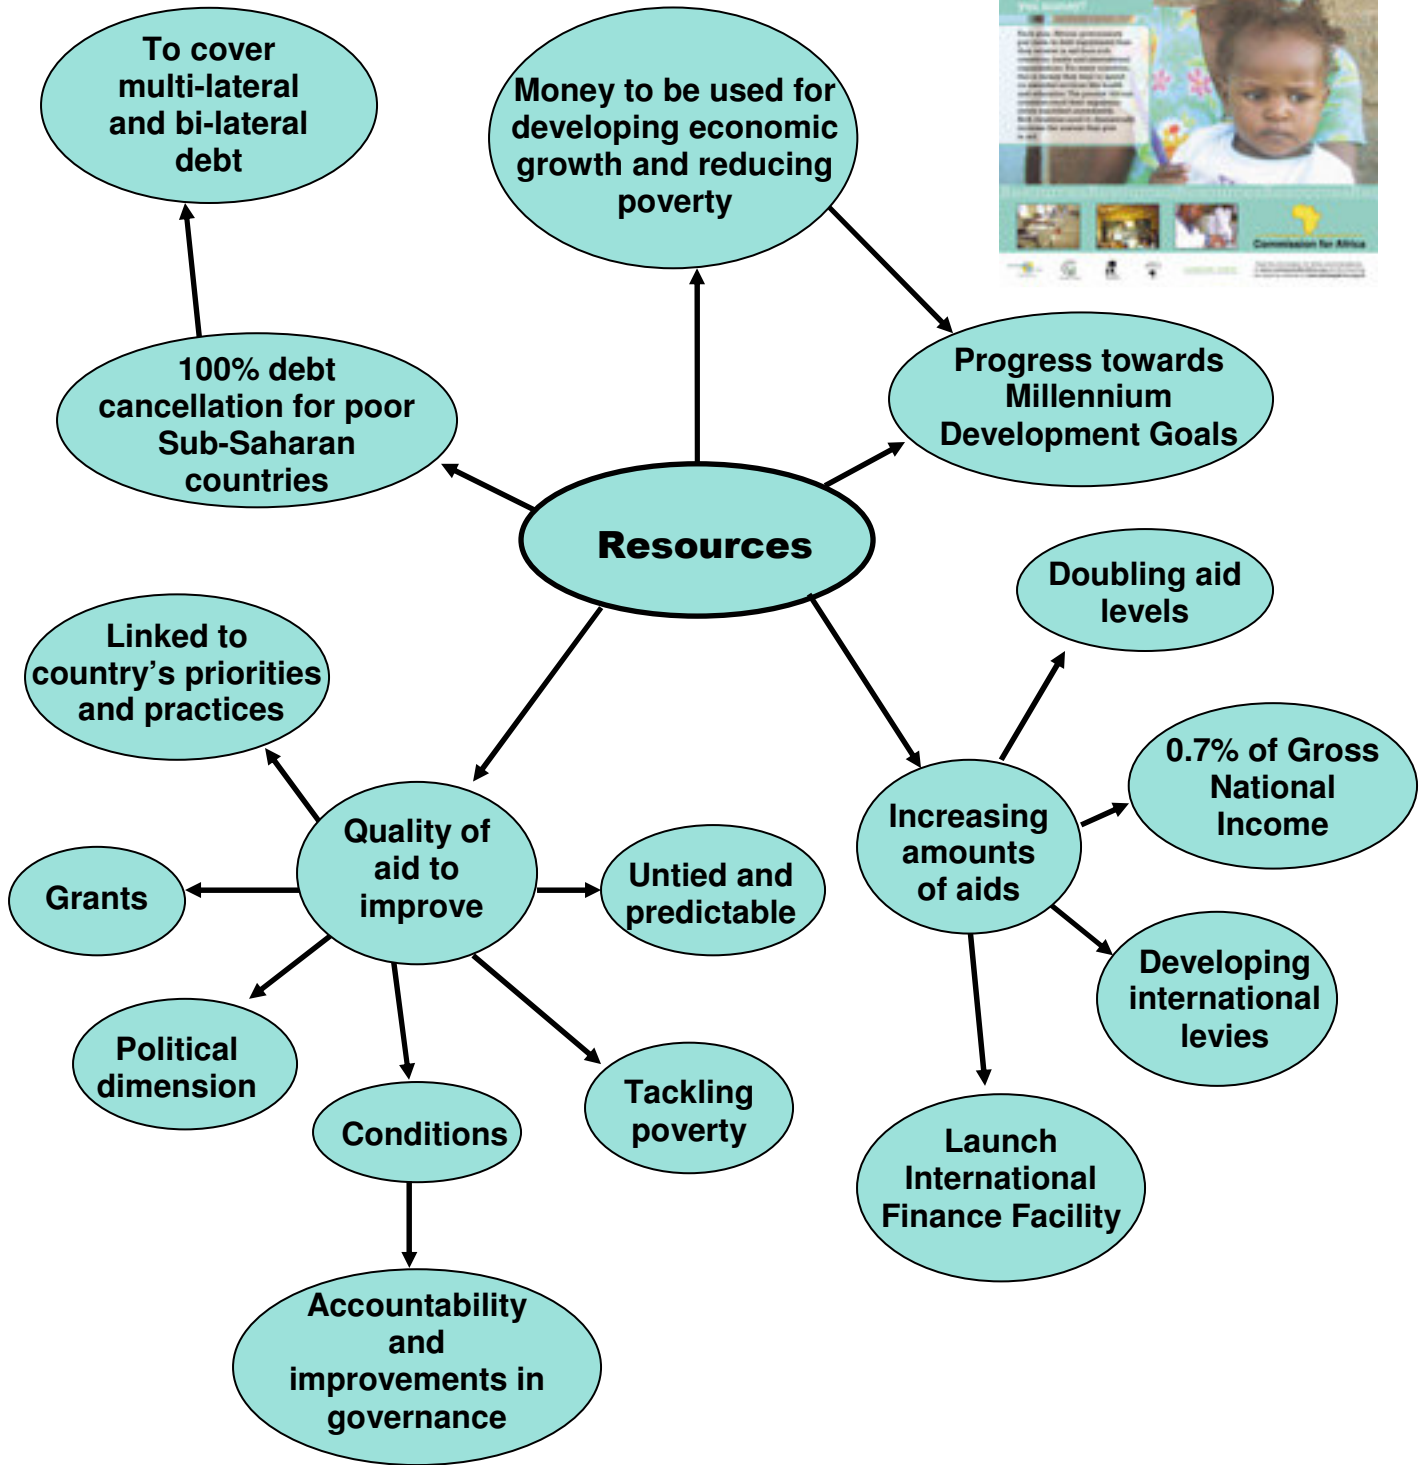 To cover
multi-lateral
and bi-lateral
debt
Money to be used for
developing economic
growth and reducing
poverty
you money?
Commission for Africa
100% debt
cancellation for poor
Sub-Saharan
countries
Progress towards
Millennium
Development Goals
Resources
Doubling aid
levels
Linked to
country’s priorities
and practices
0.7% of Gross
National
Income
Quality of
aid to
improve
Increasing
amounts
of aids
Grants
Untied and
predictable
Developing
international
levies
Political
dimension
Conditions
Tackling
poverty
Launch
International
Finance Facility
Accountability
and
improvements in
governance